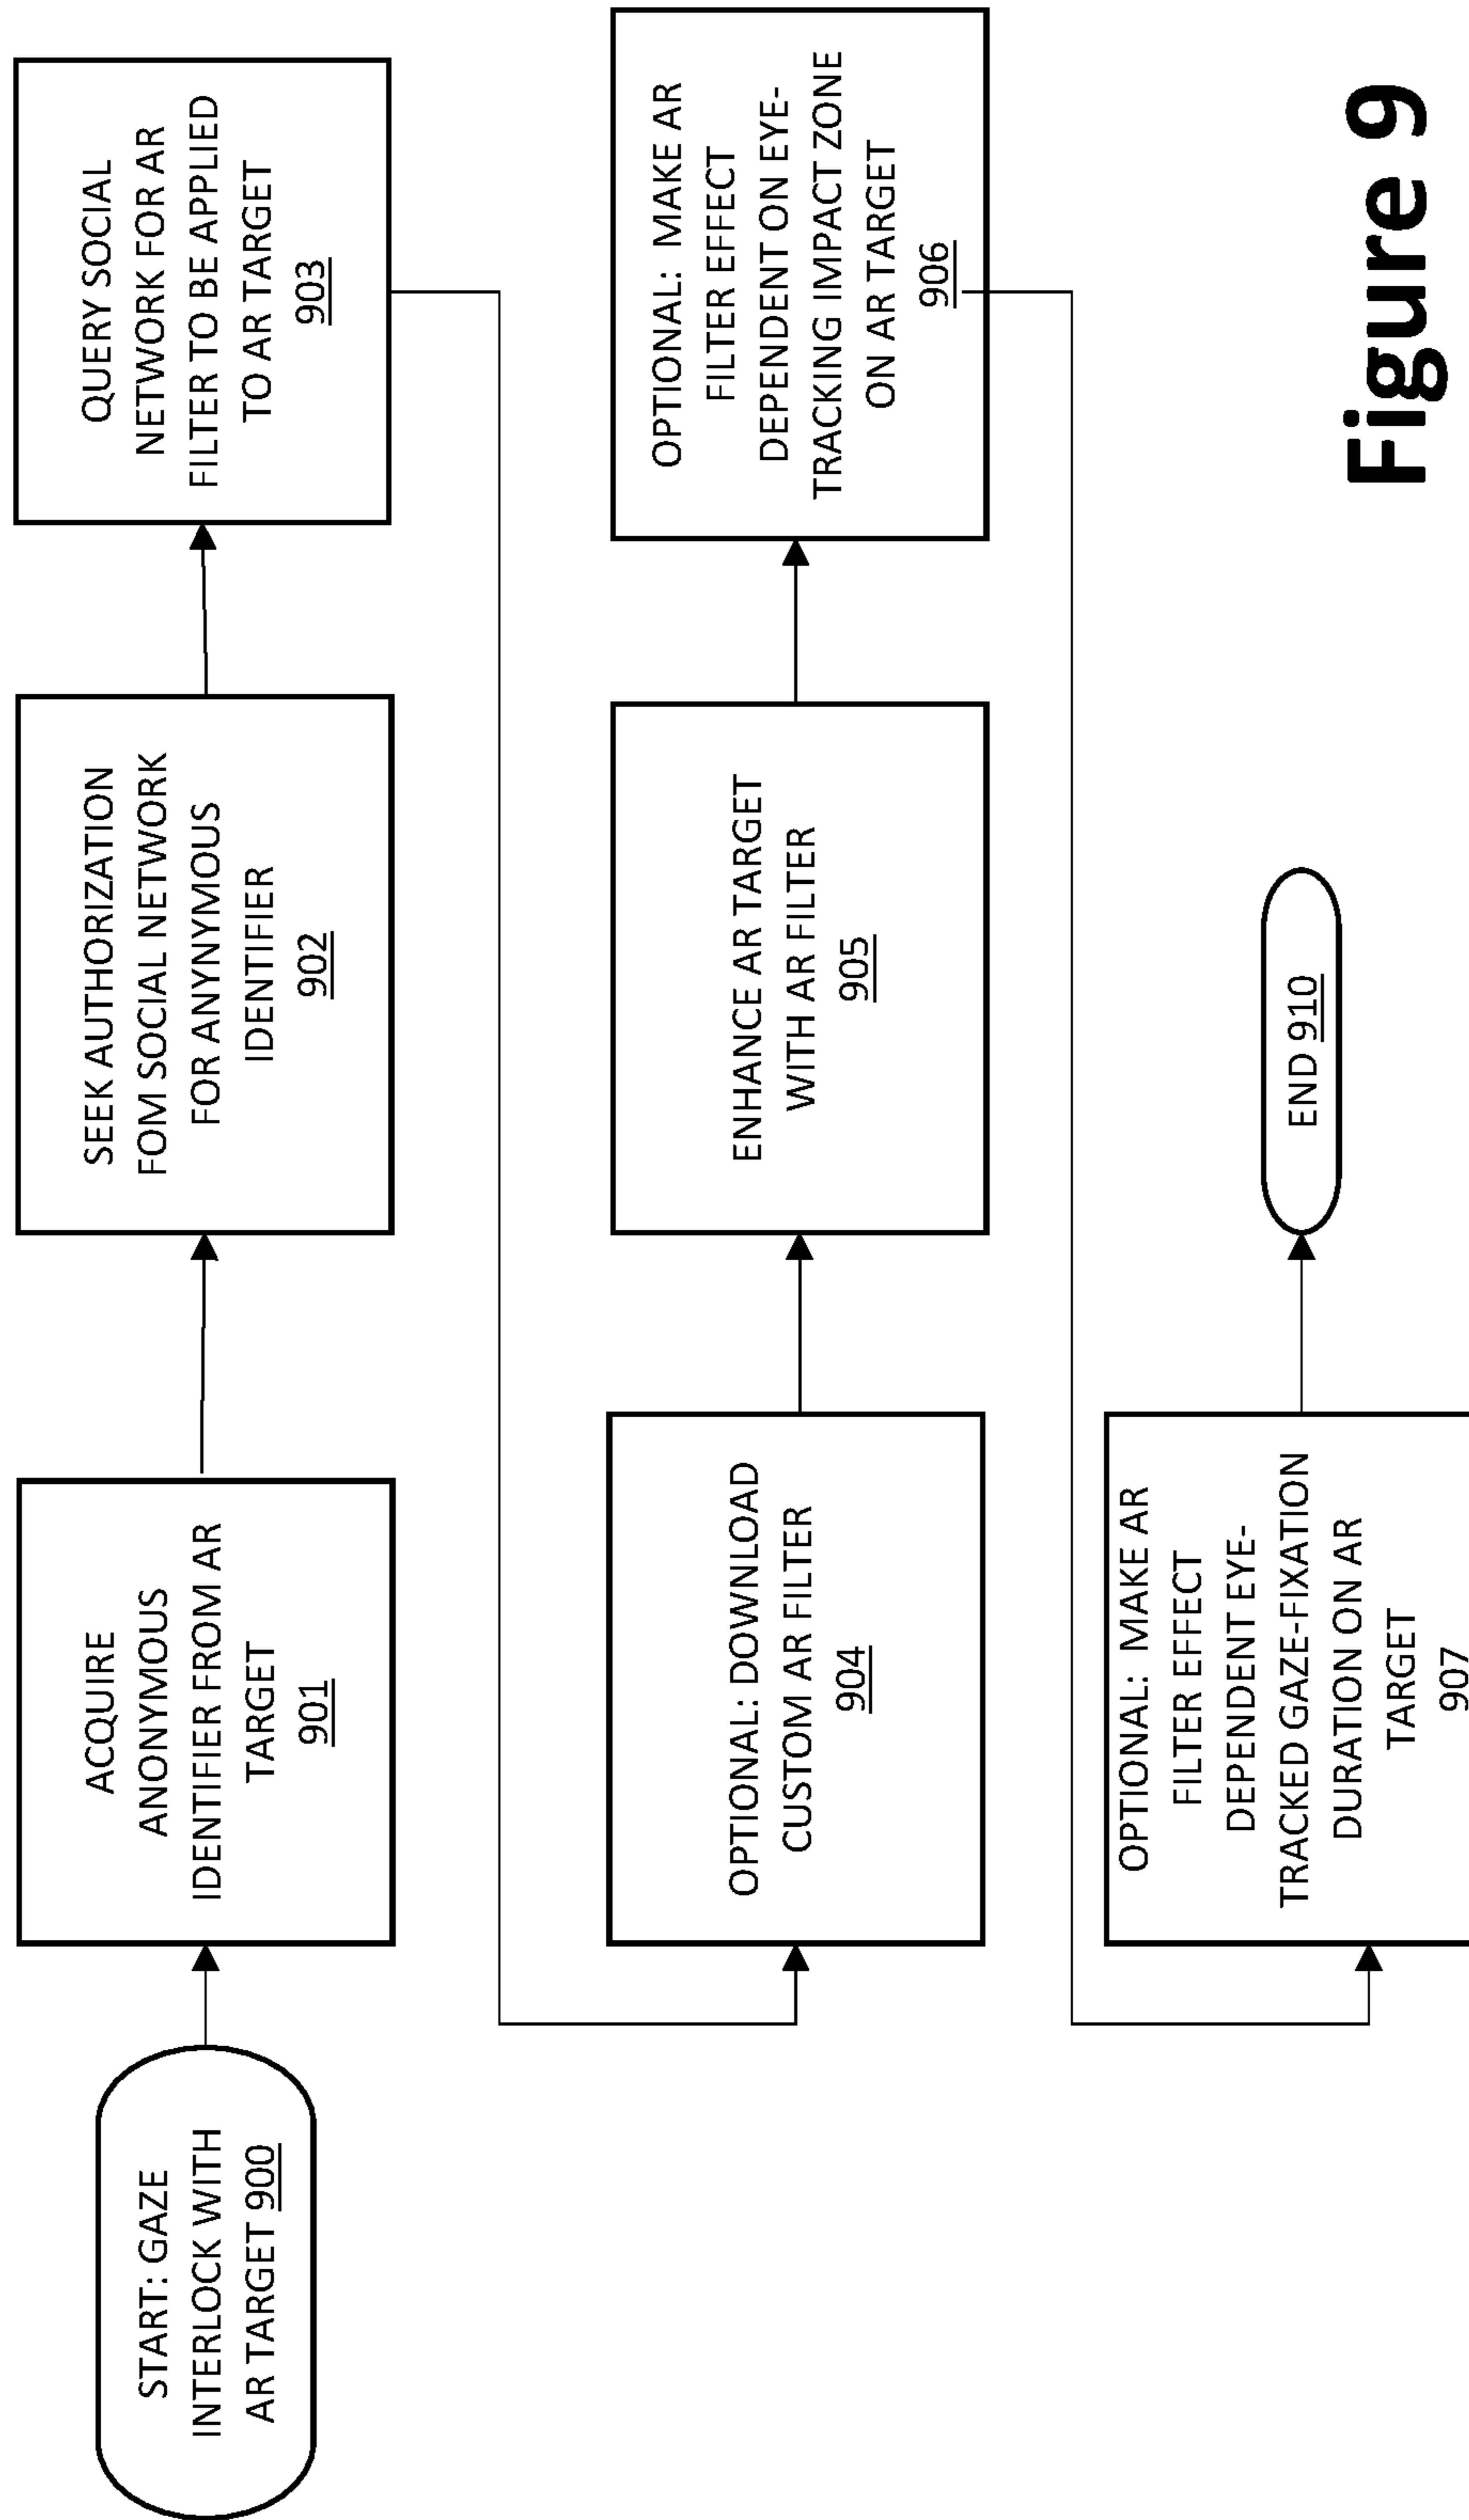 START: GAZE
INTERLOCK WITH
AR TARGET 900
ACQUIRE
ANONYMOUS
IDENTIFIER FROM AR
TARGET
901
SEEK AUTHORIZATION
FOM SOCIAL NETWORK
FOR ANYNYMOUS
IDENTIFIER
902
QUERY SOCIAL
NETWORK FOR AR
FILTER TO BE APPLIED
TO AR TARGET
903
OPTIONAL: DOWNLOAD
CUSTOM AR FILTER
904
ENHANCE AR TARGET
WITH AR FILTER
905
OPTIONAL: MAKE AR
FILTER EFFECT
DEPENDENT ON EYE-
TRACKING IMPACT ZONE
ON AR TARGET
906
OPTIONAL: MAKE AR
FILTER EFFECT
DEPENDENT EYE-
TRACKED GAZE-FIXATION
DURATION ON AR
TARGET
907
END 910
Figure 9